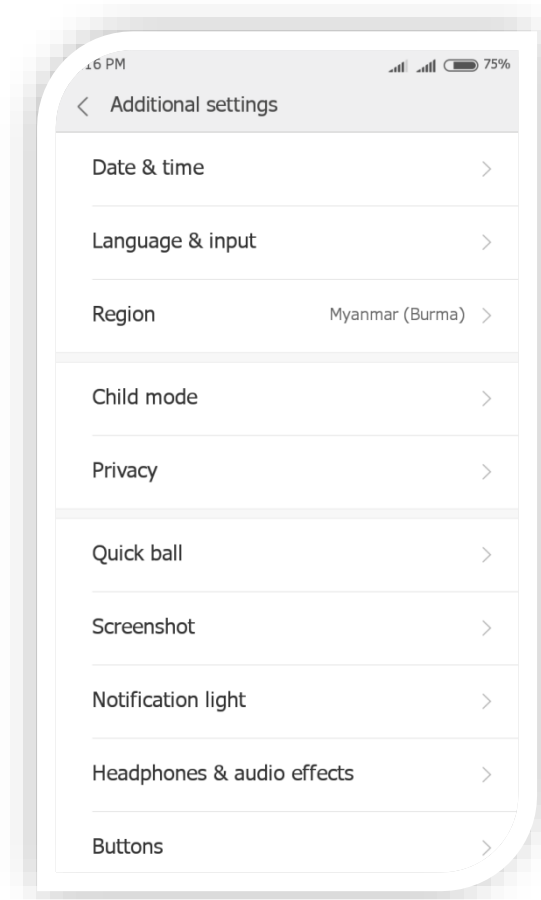 16 PM 75%
Additional settings
Date & time
Language & input
Region Myanmar (Burma)
Child mode
Privacy
Quick ball
Screenshot
Notification light
Headphones & audio effects
Buttons